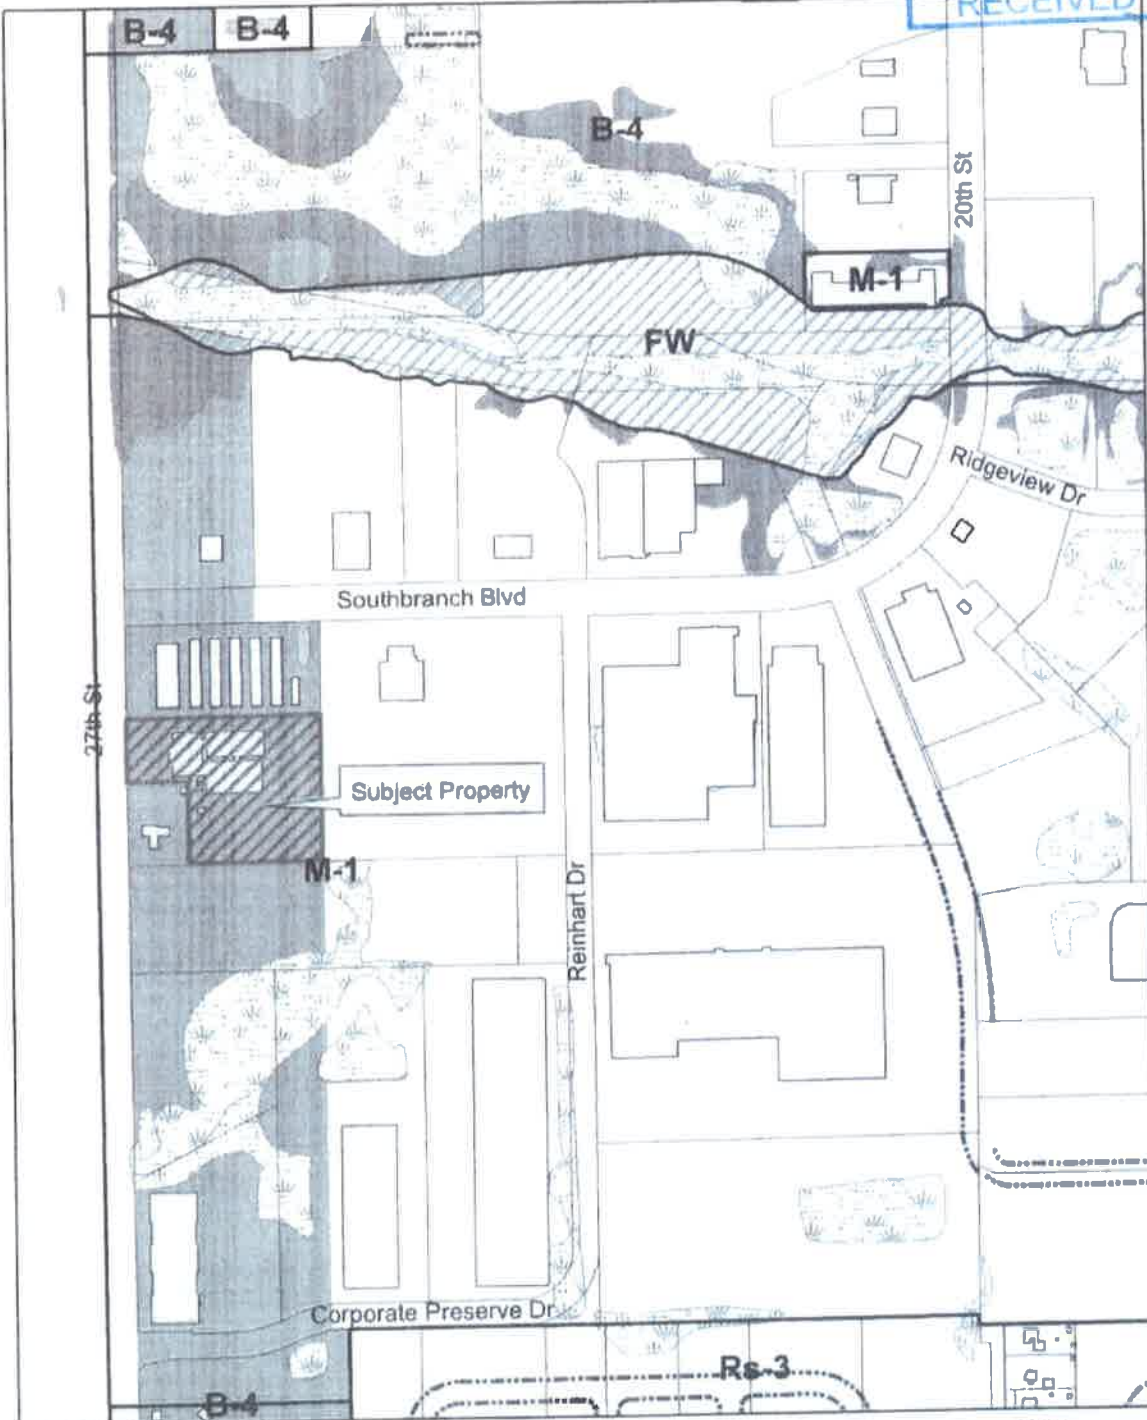 RECEIVED
B-4
B-4
B-4
20th St
M-1
FW
Ridgeview Dr
Southbranch Blvd
27th St
Subject Property
M-1
Reinhart Dr
Corporate Preserve Dr
Rs-3
B-4